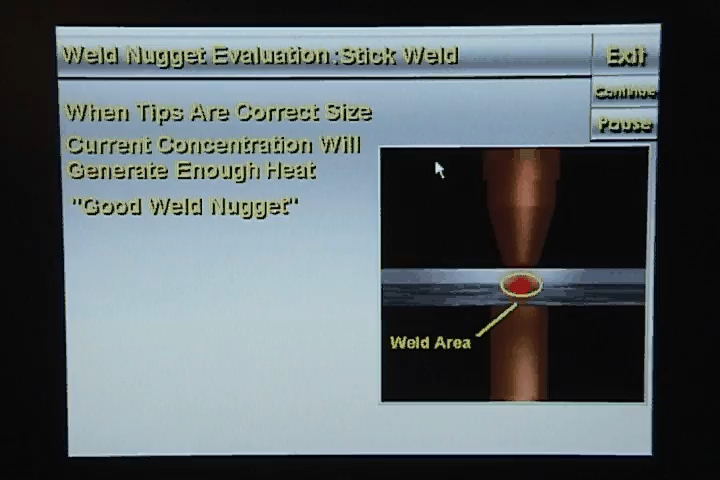 Weld Nugget Evaluation :Stick Weld
Exit
Continue
Pause
When Tips Are Correct Size
Current Concentration Will
Generate Enough Heat
"Good Weld Nugget"
Weld Area